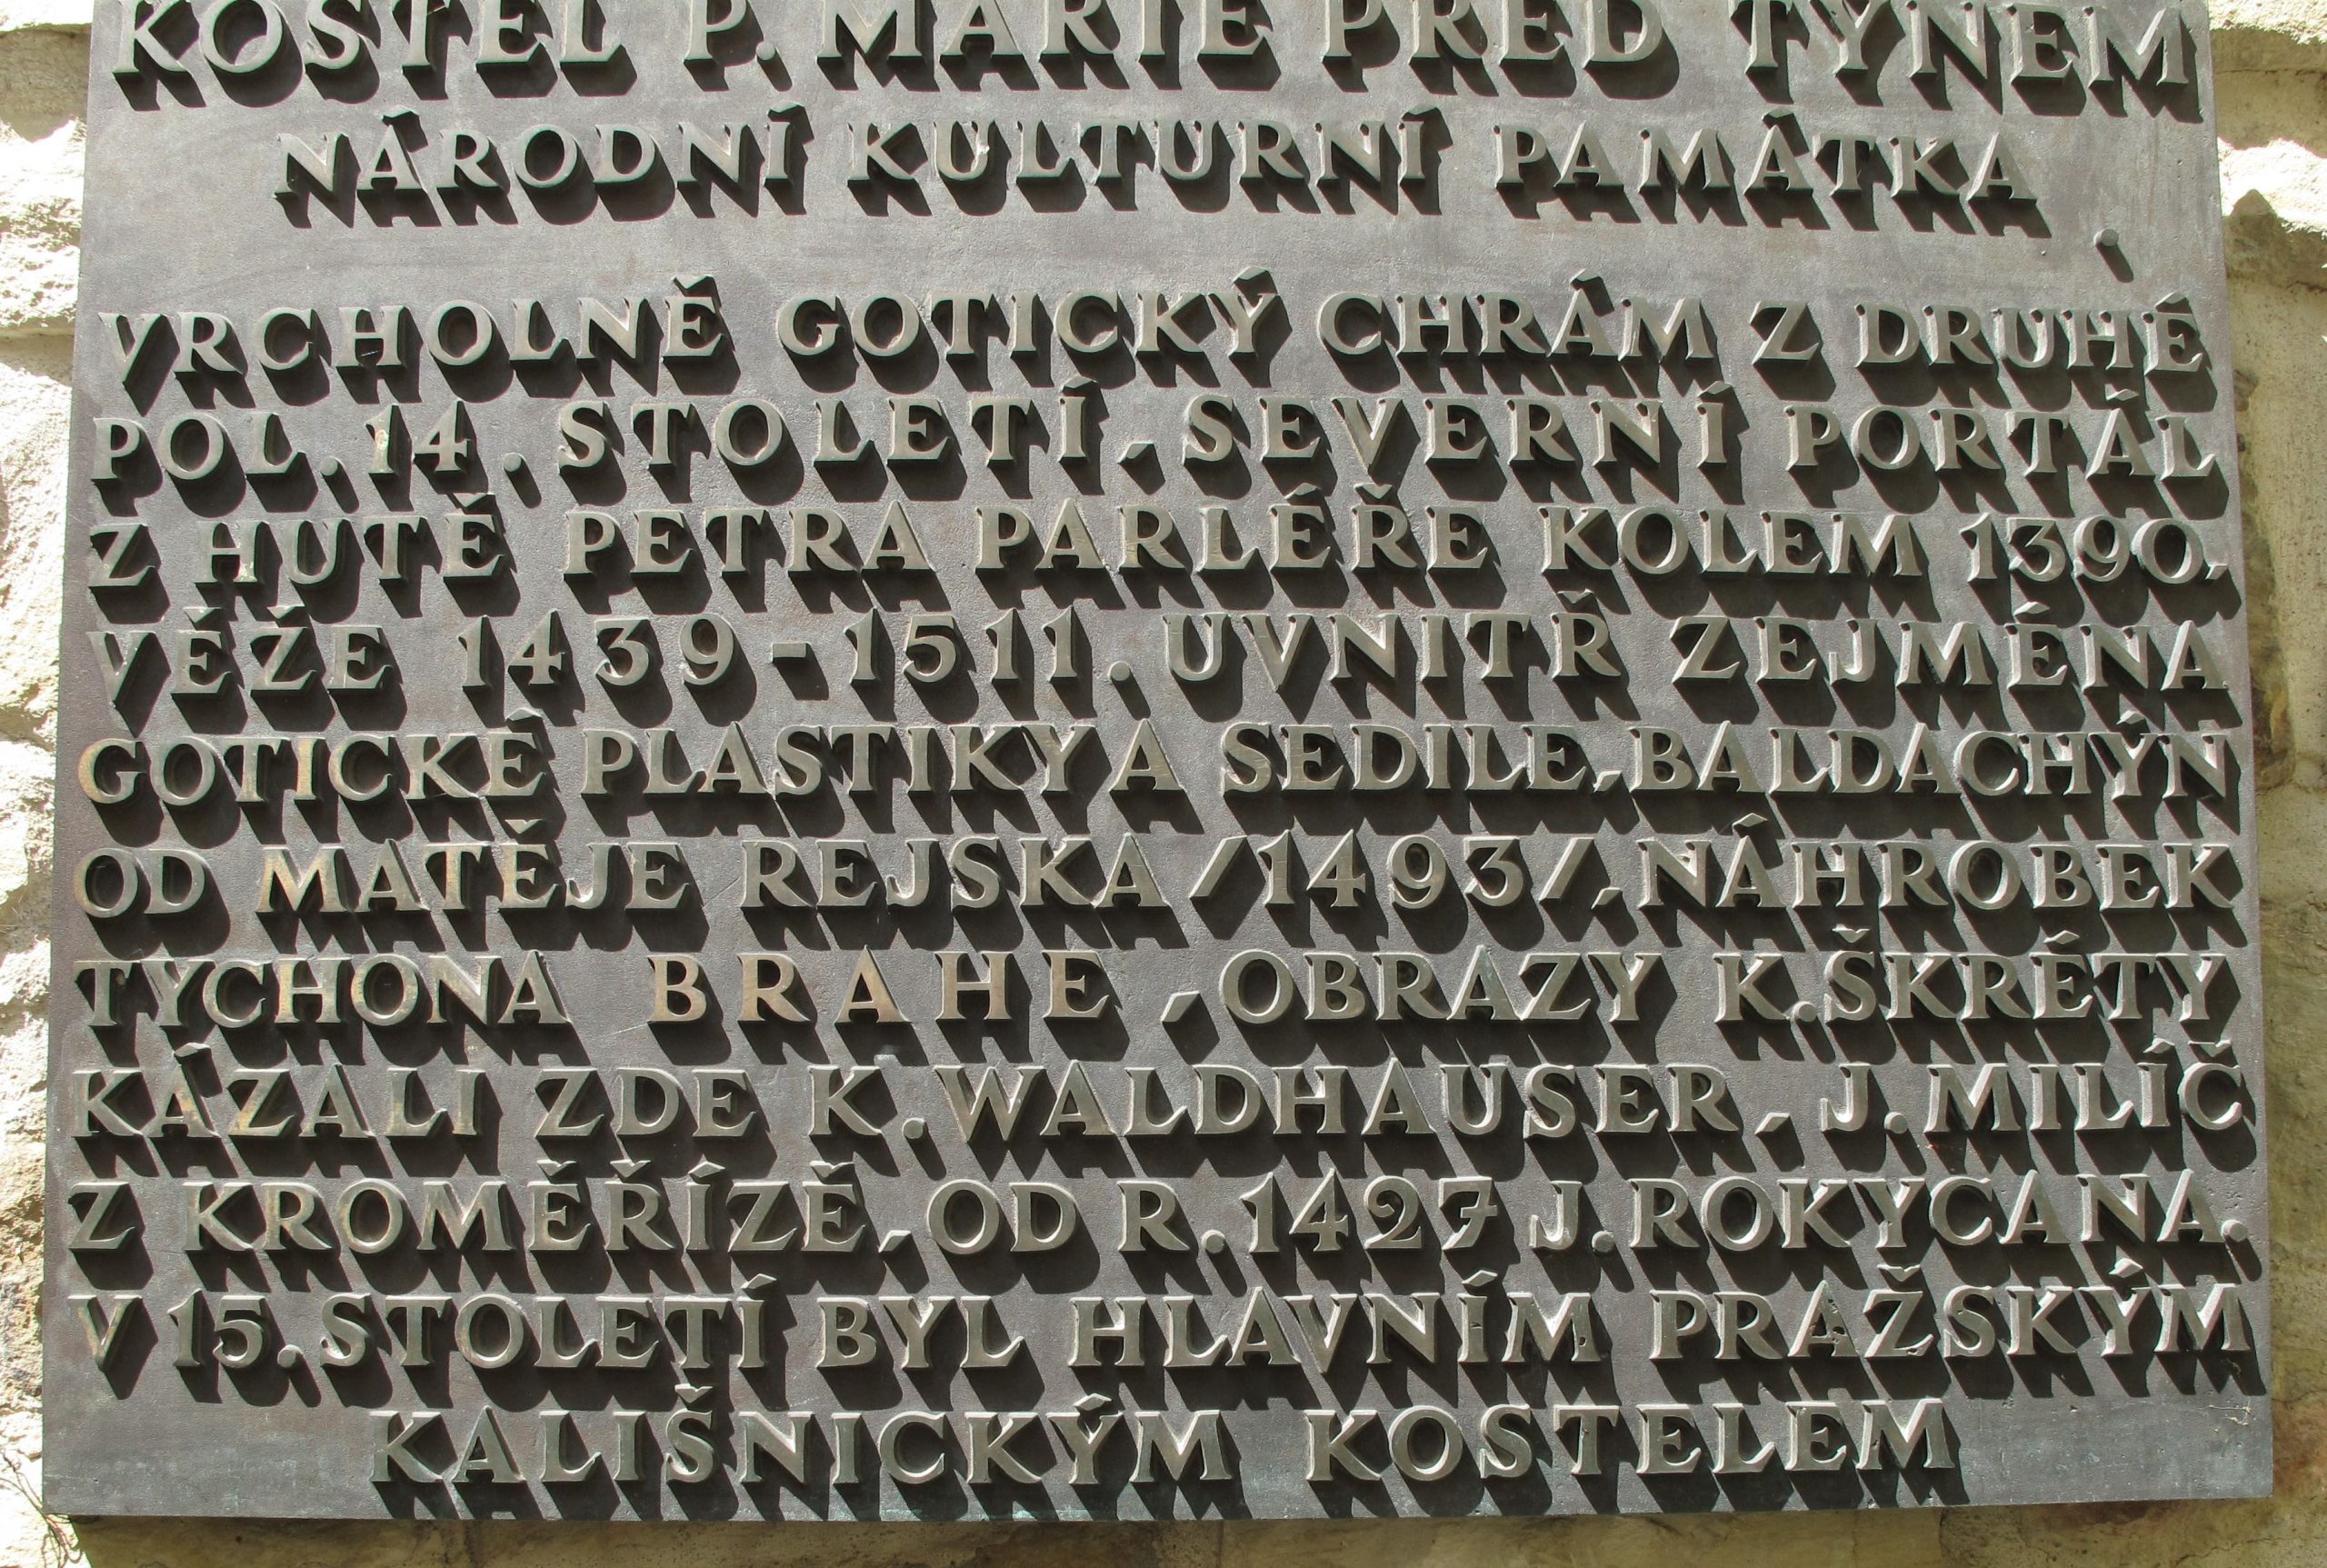 KOSTEL P. MARIE PŘED TÝNEM
NÁRODNÍ KULTURNÍ PAMÁTKA
VRCHOLNĚ GOTICKÝ CHRÁM Z DRUHÉ
POL. 14. STOLETÍ, SEVERNÍ PORTÁL
Z HUTĚ PETRA PARLÉŘE KOLEM 1390,
VĚŽE 1439-1511. UVNITŘ ZEJMÉNA
GOTICKÉ PLASTIKY A SEDILE, BALDACHÝN
OD MATĚJE REJSKA /1493/, NÁHROBEK
TYCHONA BRAHE, OBRAZY K. ŠKRÉTY
KÁZALI ZDE K. WALDHAUSER, J. MILÍČ
Z KROMĚŘÍŽĚ, OD R. 1427 J. ROKYCANA.
V 15. STOLETÍ BYL HLAVNÍM PRAŽSKÝM
KALIŠNICKÝM KOSTELEM